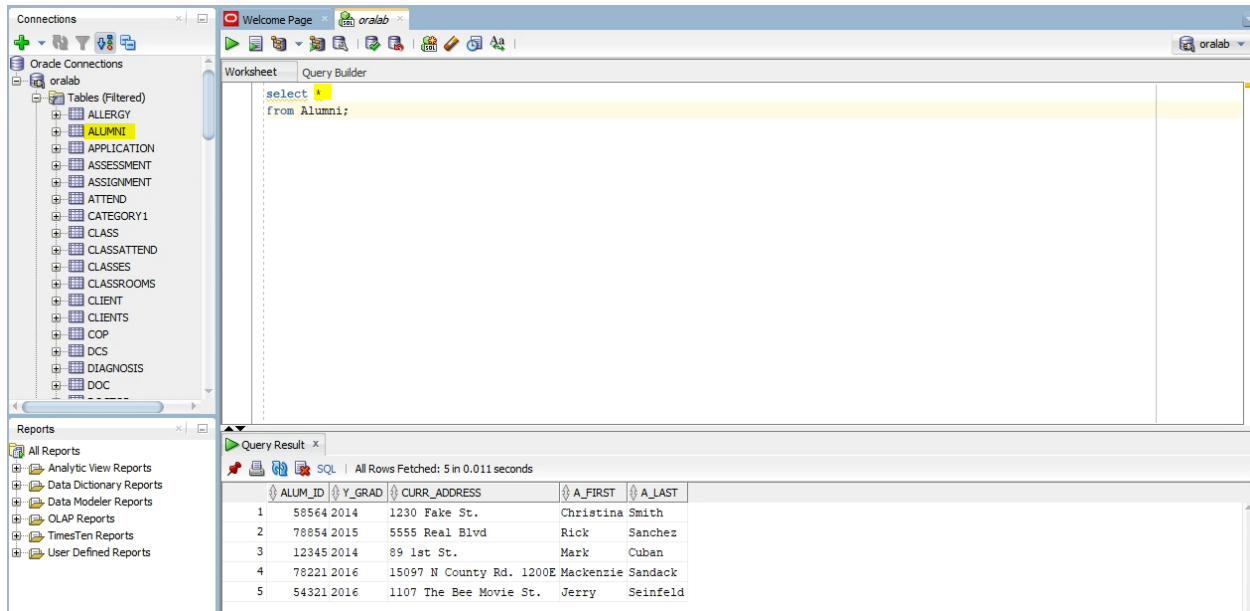 Connections
Oracle Connections
oralab
Tables (Filtered)
ALLERGY
ALUMNI
APPLICATION
ASSESSMENT
ASSIGNMENT
ATTEND
CATEGORY1
CLASS
CLASSATTEND
CLASSES
CLASSROOMS
CLIENT
CLIENTS
COP
DCS
DIAGNOSIS
DOC
Reports
All Reports
Analytic View Reports
Data Dictionary Reports
Data Modeler Reports
OLAP Reports
TimesTen Reports
User Defined Reports
Welcome Page oralab
oralab
Worksheet Query Builder
select *
from Alumni;
Query Result
SQL | All Rows Fetched: 5 in 0.011 seconds
ALUM_ID Y_GRAD CURR_ADDRESS A_FIRST A_LAST
1 58564 2014 1230 Fake St. Christina Smith
2 78854 2015 5555 Real Blvd Rick Sanchez
3 12345 2014 89 1st St. Mark Cuban
4 78221 2016 15097 N County Rd. 1200E Mackenzie Sandack
5 54321 2016 1107 The Bee Movie St. Jerry Seinfeld